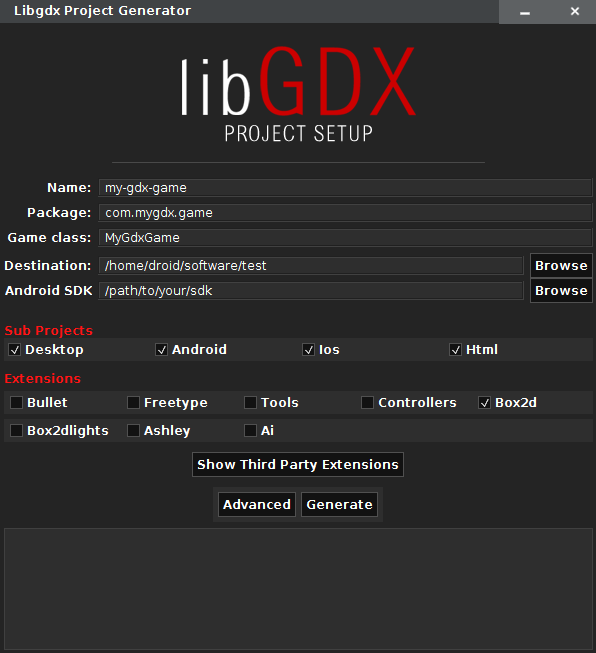 Libgdx Project Generator
libGDX
PROJECT SETUP
Name: my-gdx-game
Package: com.mygdx.game
Game class: MyGdxGame
Destination: /home/droid/software/test Browse
Android SDK /path/to/your/sdk Browse
Sub Projects
Desktop Android Ios Html
Extensions
Bullet Freetype Tools Controllers Box2d
Box2dlights Ashley Ai
Show Third Party Extensions
Advanced Generate